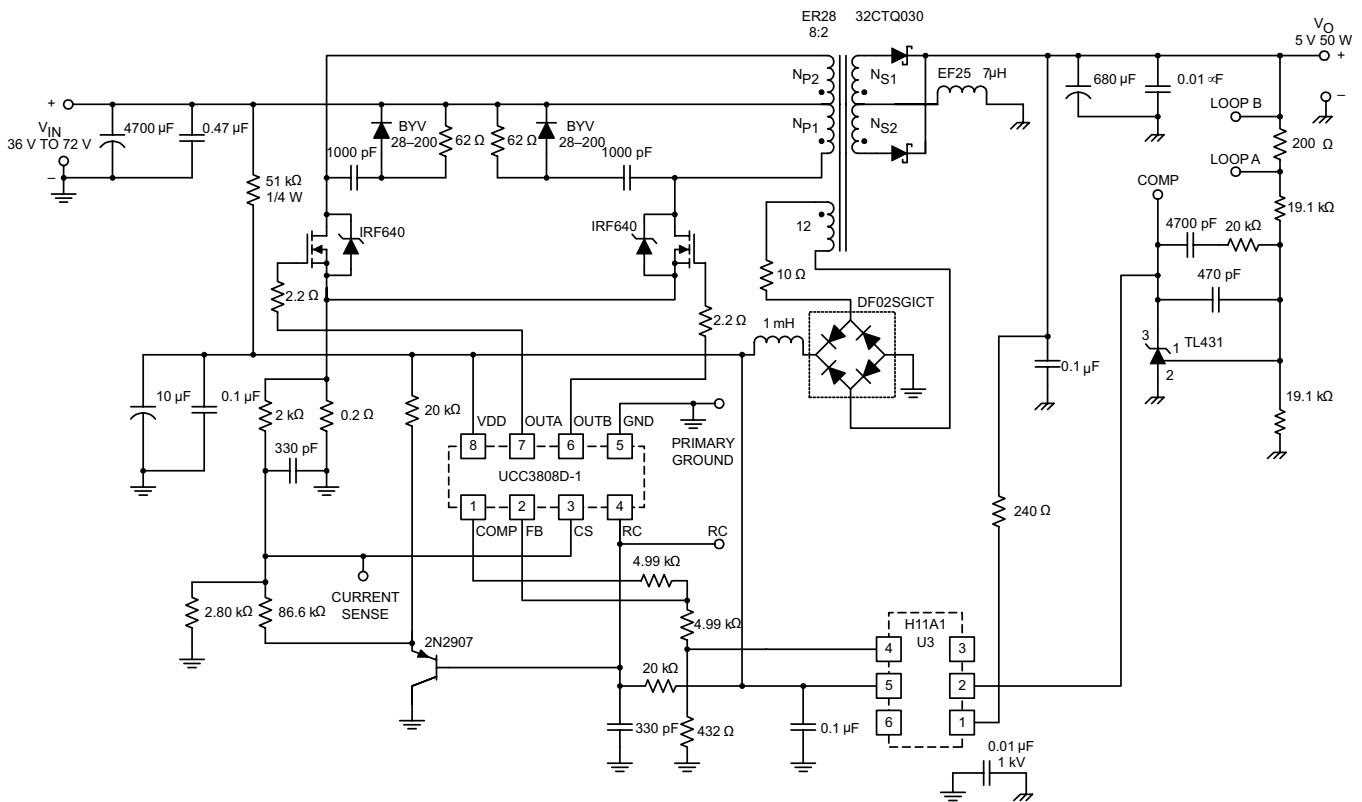 ER28 32CTQ030
8:2
VO
5 V 50 W
+
–
NP2
NS1
EF25 7µH
680 µF
0.01 ∝F
LOOP B
200 Ω
LOOP A
+
VIN
36 V TO 72 V
–
4700 µF
0.47 µF
BYV
28–200
62 Ω
62 Ω
BYV
28–200
1000 pF
1000 pF
NP1
NS2
51 kΩ
1/4 W
COMP
19.1 kΩ
4700 pF
20 kΩ
IRF640
IRF640
12
470 pF
10 Ω
2.2 Ω
2.2 Ω
DF02SGICT
1 mH
3
1
TL431
2
0.1 µF
10 µF
0.1 µF
2 kΩ
0.2 Ω
20 kΩ
19.1 kΩ
VDD
OUTA
OUTB
GND
8
7
6
5
PRIMARY
GROUND
330 pF
UCC3808D-1
1
2
3
4
COMP
FB
CS
RC
RC
240 Ω
4.99 kΩ
CURRENT
SENSE
2.80 kΩ
86.6 kΩ
4.99 kΩ
H11A1
U3
2N2907
4
3
20 kΩ
5
2
6
1
330 pF
432 Ω
0.1 µF
0.01 µF
1 kV